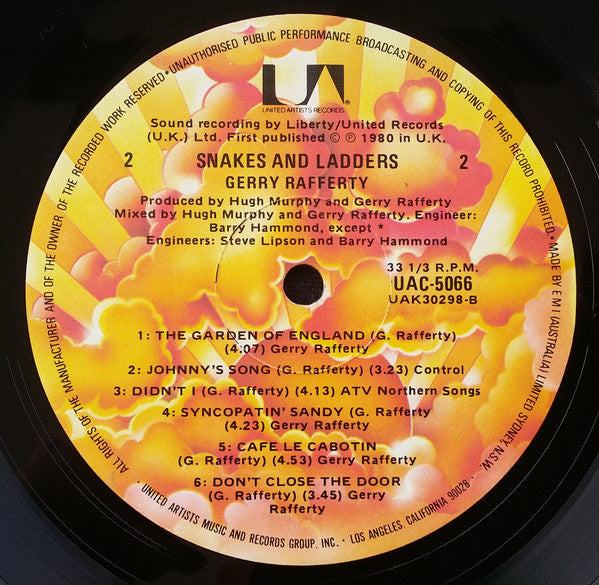 ALL RIGHTS OF THE MANUFACTURER AND OF THE OWNER OF THE RECORDED WORK RESERVED • UNAUTHORISED PUBLIC PERFORMANCE BROADCASTING AND COPYING OF THIS RECORD PROHIBITED • MADE BY E M I (AUSTRALIA) LIMITED SYDNEY, N.S.W.
UA
UNITED ARTISTS RECORDS
®
Sound recording by Liberty/United Records
(U.K.) Ltd. First published © ℗ 1980 in U.K.
2 SNAKES AND LADDERS 2
GERRY RAFFERTY
Produced by Hugh Murphy and Gerry Rafferty
Mixed by Hugh Murphy and Gerry Rafferty. Engineer:
Barry Hammond, except *
Engineers: Steve Lipson and Barry Hammond
33 1/3 R.P.M.
UAC-5066
UAK30298-B
1: THE GARDEN OF ENGLAND (G. Rafferty)
(4.07) Gerry Rafferty
2: JOHNNY'S SONG (G. Rafferty) (3.23) Control
3: DIDN'T I (G. Rafferty) (4.13) ATV Northern Songs
4: SYNCOPATIN' SANDY (G. Rafferty)
(4.23) Gerry Rafferty
5: CAFE LE CABOTIN
(G. Rafferty) (4.53) Gerry Rafferty
6: DON'T CLOSE THE DOOR
(G. Rafferty) (3.45) Gerry
Rafferty
• UNITED ARTISTS MUSIC AND RECORDS GROUP, INC. • LOS ANGELES, CALIFORNIA 90028 •